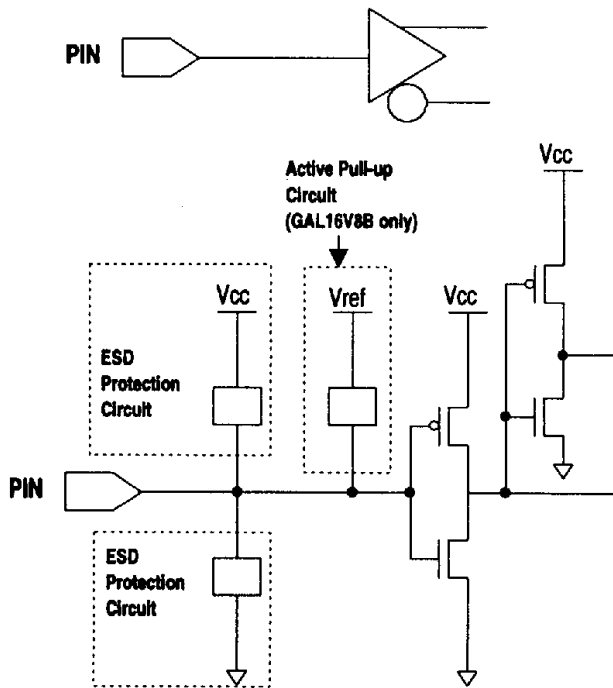 PIN
Active Pull-up
Circuit
(GAL16V8B only)
Vcc
Vcc
Vref
Vcc
ESD
Protection
Circuit
PIN
ESD
Protection
Circuit